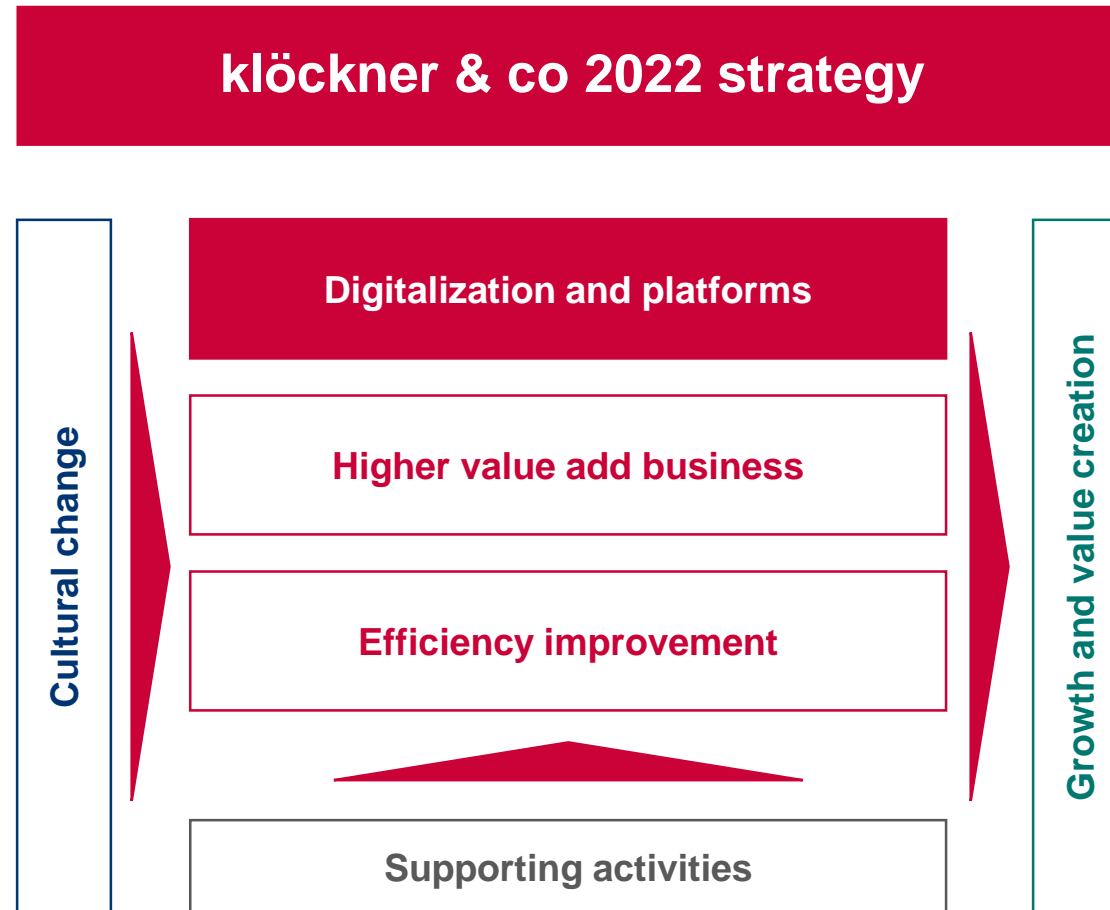 klöckner & co 2022 strategy
Cultural change
Digitalization and platforms
Higher value add business
Efficiency improvement
Supporting activities
Growth and value creation